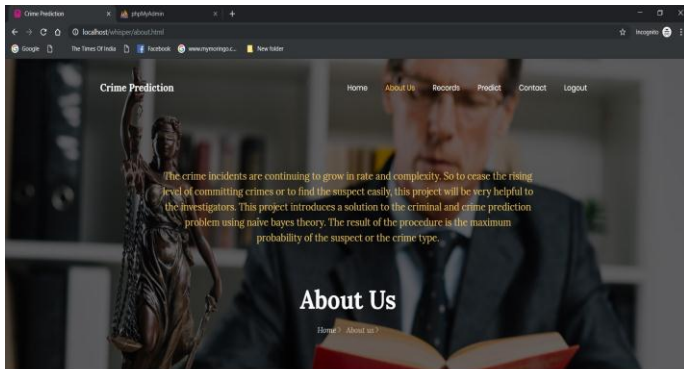 Crime Prediction
phpMyAdmin
localhost/whisper/about.html
Incognito
Google
The Times Of India
Facebook
www.mymoringo.c...
New folder
Crime Prediction
Home About Us Records Predict Contact Logout
The crime incidents are continuing to grow in rate and complexity. So to cease the rising
level of committing crimes or to find the suspect easily, this project will be very helpful to
the investigators. This project introduces a solution to the criminal and crime prediction
problem using naïve bayes theory. The result of the procedure is the maximum
probability of the suspect or the crime type.
About Us
Home > About us >